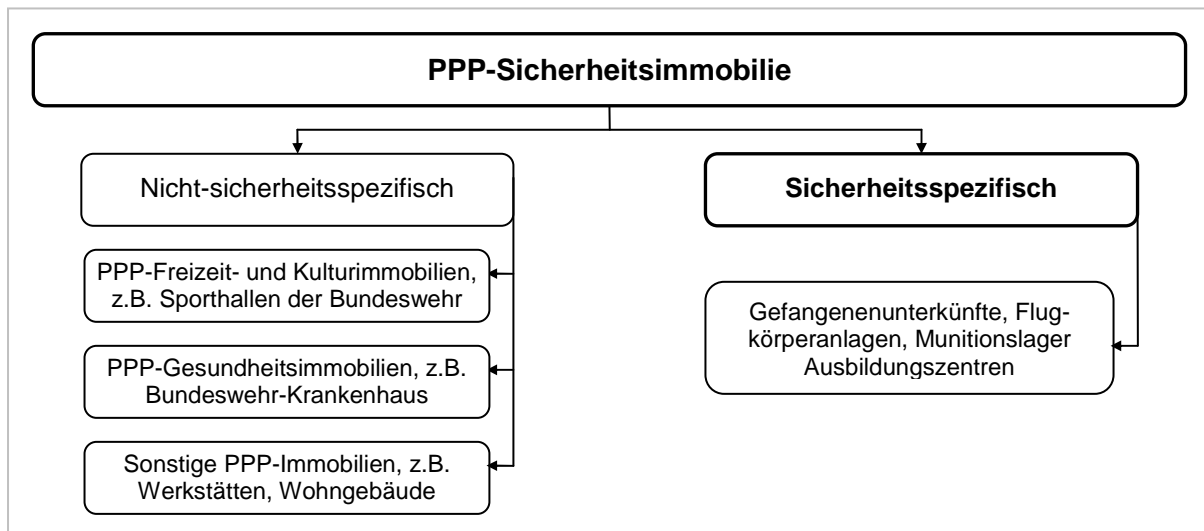 PPP-Sicherheitsimmobilie
Nicht-sicherheitsspezifisch
Sicherheitsspezifisch
PPP-Freizeit- und Kulturimmobilien,
z.B. Sporthallen der Bundeswehr
Gefangenenunterkünfte, Flug-
körperanlagen, Munitionslager
Ausbildungszentren
PPP-Gesundheitsimmobilien, z.B.
Bundeswehr-Krankenhaus
Sonstige PPP-Immobilien, z.B.
Werkstätten, Wohngebäude